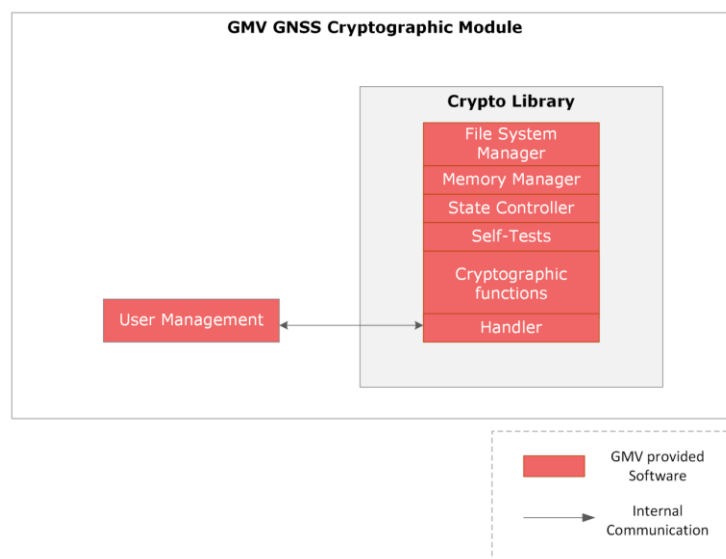 GMV GNSS Cryptographic Module
Crypto Library
File System
Manager
Memory Manager
State Controller
Self-Tests
Cryptographic
functions
User Management
Handler
GMV provided
Software
Internal
Communication